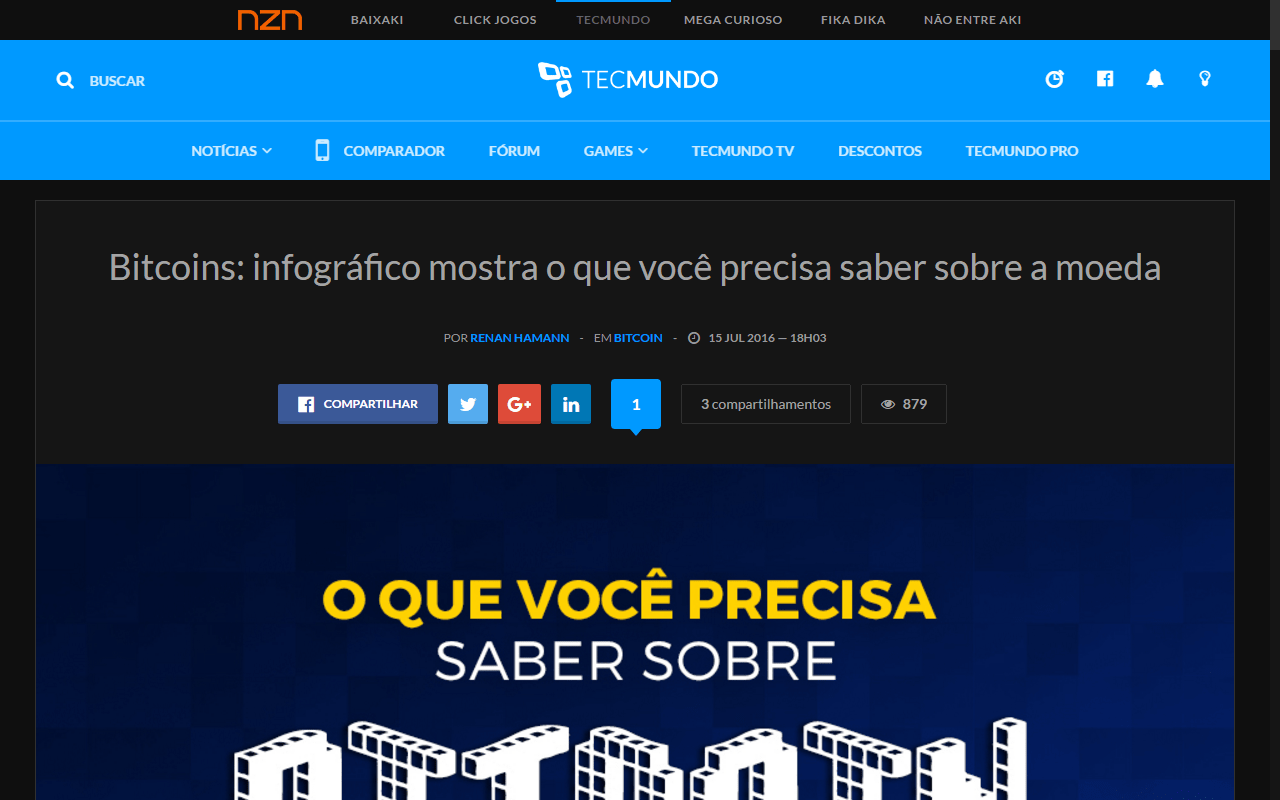 nzn BAIXAKI CLICK JOGOS TECMUNDO MEGA CURIOSO FIKA DIKA NÃO ENTRE AKI
BUSCAR TECMUNDO
NOTÍCIAS COMPARADOR FÓRUM GAMES TECMUNDO TV DESCONTOS TECMUNDO PRO
Bitcoins: infográfico mostra o que você precisa saber sobre a moeda
POR RENAN HAMANN - EM BITCOIN - 15 JUL 2016 — 18H03
COMPARTILHAR 1 3 compartilhamentos 879
O QUE VOCÊ PRECISA
SABER SOBRE